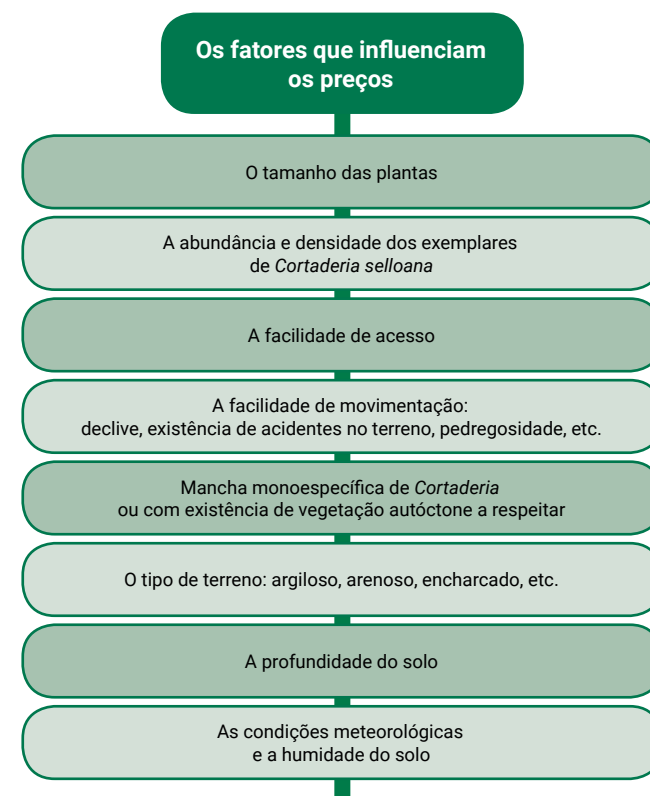 Os fatores que influenciam
os preços
O tamanho das plantas
A abundância e densidade dos exemplares
de Cortaderia selloana
A facilidade de acesso
A facilidade de movimentação:
declive, existência de acidentes no terreno, pedregosidade, etc.
Mancha monoespecífica de Cortaderia
ou com existência de vegetação autóctone a respeitar
O tipo de terreno: argiloso, arenoso, encharcado, etc.
A profundidade do solo
As condições meteorológicas
e a humidade do solo